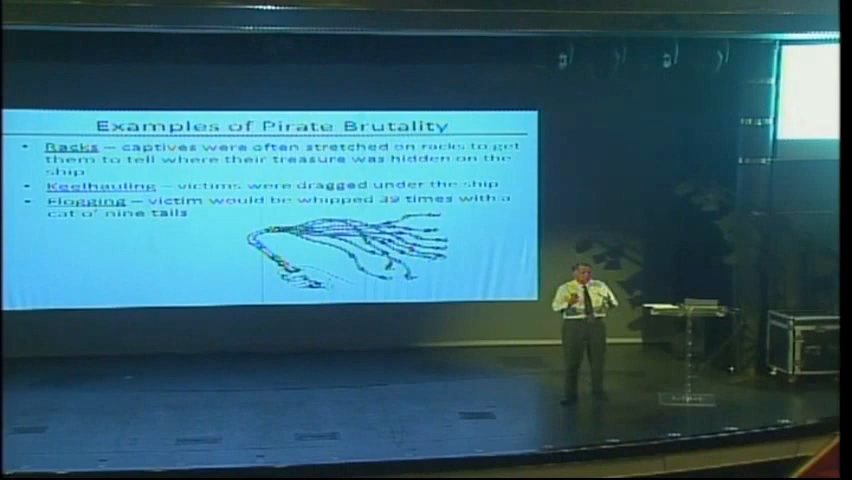 Examples of Pirate Brutality
• Racks – captives were often stretched on racks to get
them to tell where their treasure was hidden on the
ship
• Keelhauling – victims were dragged under the ship
• Flogging – victim would be whipped 39 times with a
cat o' nine tails